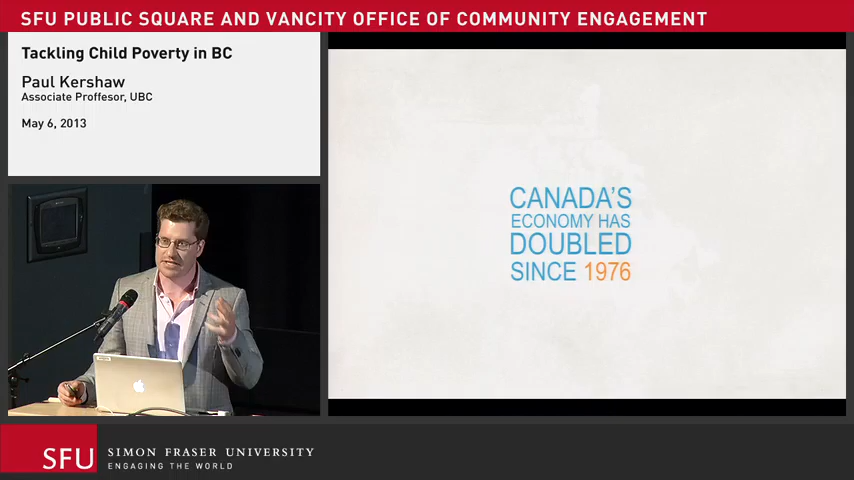 SFU PUBLIC SQUARE AND VANCITY OFFICE OF COMMUNITY ENGAGEMENT
Tackling Child Poverty in BC
Paul Kershaw
Associate Proffesor, UBC
May 6, 2013
CANADA'S
ECONOMY HAS
DOUBLED
SINCE 1976
SFU
SIMON FRASER UNIVERSITY
ENGAGING THE WORLD